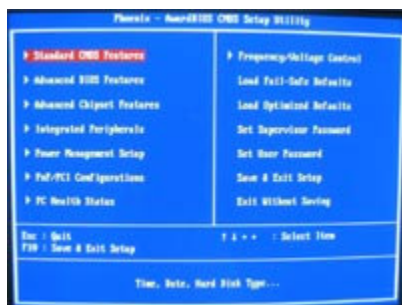 Phoenix - AwardBIOS CMOS Setup Utility
Standard CMOS Features
Advanced BIOS Features
Advanced Chipset Features
Integrated Peripherals
Power Management Setup
PnP/PCI Configurations
PC Health Status
Frequency/Voltage Control
Load Fail-Safe Defaults
Load Optimized Defaults
Set Supervisor Password
Set User Password
Save & Exit Setup
Exit Without Saving
Esc : Quit
F10 : Save & Exit Setup
↑ ↓ → ← : Select Item
Time, Date, Hard Disk Type...